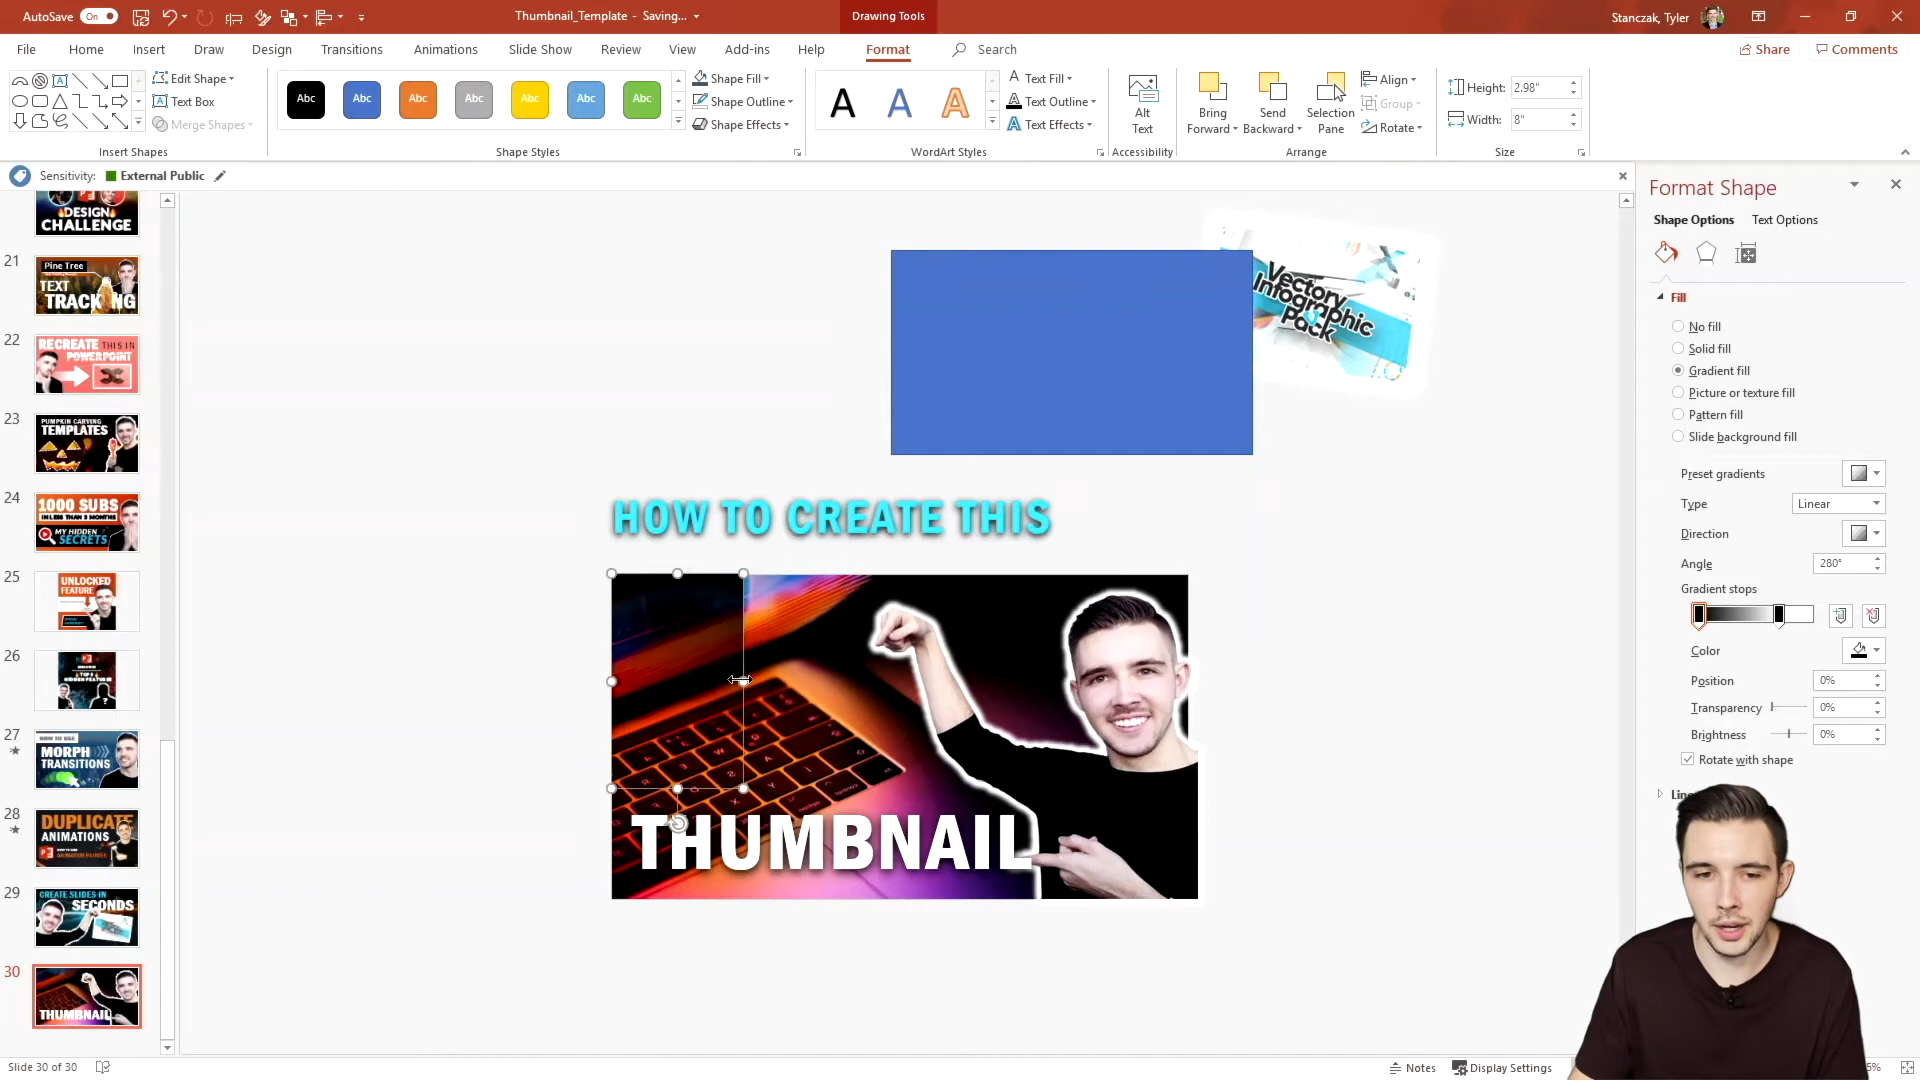 AutoSave On Thumbnail_Template - Saving... Drawing Tools Stanczak, Tyler
File Home Insert Draw Design Transitions Animations Slide Show Review View Add-ins Help Format Search Share Comments
Edit Shape
Text Box
Merge Shapes
Insert Shapes
Abc Abc Abc Abc Abc Abc Abc
Shape Fill
Shape Outline
Shape Effects
Shape Styles
A A A
Text Fill
Text Outline
Text Effects
WordArt Styles
Alt
Text
Accessibility
Bring
Forward
Send
Backward
Selection
Pane
Align
Group
Rotate
Arrange
Height: 2.98"
Width: 8"
Size
Sensitivity: External Public
DESIGN
CHALLENGE
21
Pine Tree
TEXT
TRACKING
22
RECREATE THIS IN
POWERPOINT
23
PUMPKIN CARVING
TEMPLATES
24
1000 SUBS
IN LESS THAN 3 MONTHS
MY HIDDEN
SECRETS
25
UNLOCKED
FEATURE
26
27
HOW TO USE
MORPH
TRANSITIONS
28
DUPLICATE
ANIMATIONS
29
CREATE SLIDES IN
SECONDS
30
THUMBNAIL
Vectory
Infographic
Pack
HOW TO CREATE THIS
THUMBNAIL
Format Shape
Shape Options Text Options
Fill
No fill
Solid fill
Gradient fill
Picture or texture fill
Pattern fill
Slide background fill
Preset gradients
Type Linear
Direction
Angle 280°
Gradient stops
Color
Position 0%
Transparency 0%
Brightness 0%
Rotate with shape
Slide 30 of 30
Notes Display Settings